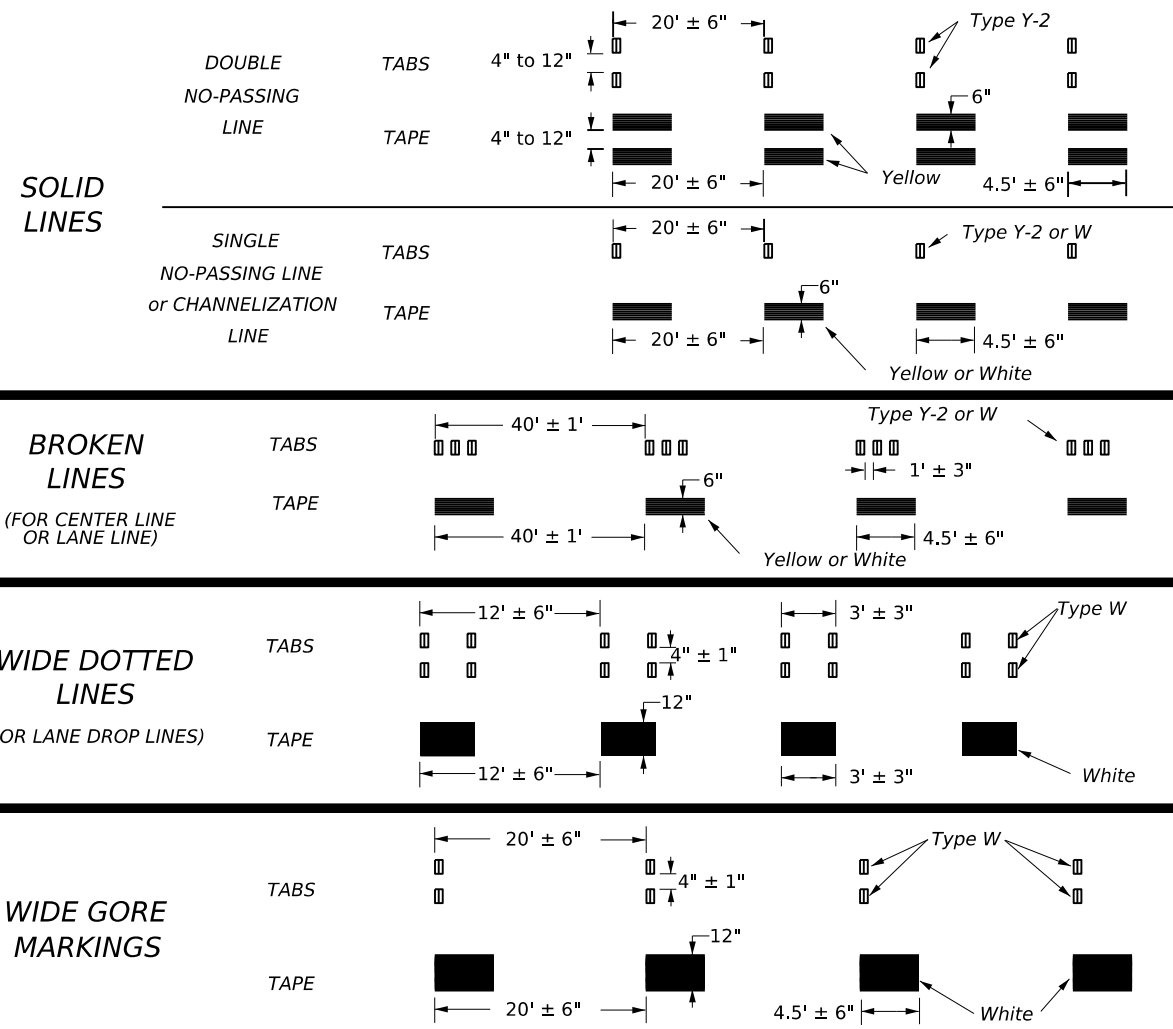 SOLID
LINES
DOUBLE
NO-PASSING
LINE
TABS
20' ± 6"
4" to 12"
Type Y-2
TAPE
4" to 12"
6"
Yellow
20' ± 6"
4.5' ± 6"
SINGLE
NO-PASSING LINE
or CHANNELIZATION
LINE
TABS
20' ± 6"
Type Y-2 or W
TAPE
6"
20' ± 6"
4.5' ± 6"
Yellow or White
BROKEN
LINES
(FOR CENTER LINE
OR LANE LINE)
TABS
40' ± 1'
Type Y-2 or W
1' ± 3"
TAPE
6"
40' ± 1'
4.5' ± 6"
Yellow or White
WIDE DOTTED
LINES
OR LANE DROP LINES)
TABS
12' ± 6"
3' ± 3"
Type W
4" ± 1"
TAPE
12"
12' ± 6"
3' ± 3"
White
WIDE GORE
MARKINGS
TABS
20' ± 6"
Type W
4" ± 1"
TAPE
12"
20' ± 6"
4.5' ± 6"
White